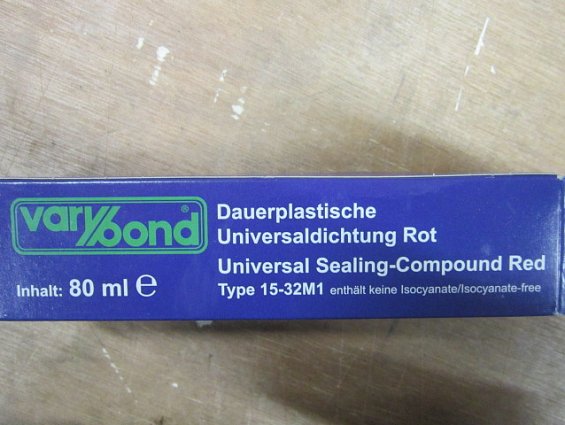 varybond®
Dauerplastische
Universaldichtung Rot
Universal Sealing-Compound Red
Inhalt: 80 ml ℮
Type 15-32M1 enthält keine Isocyanate/Isocyanate-free